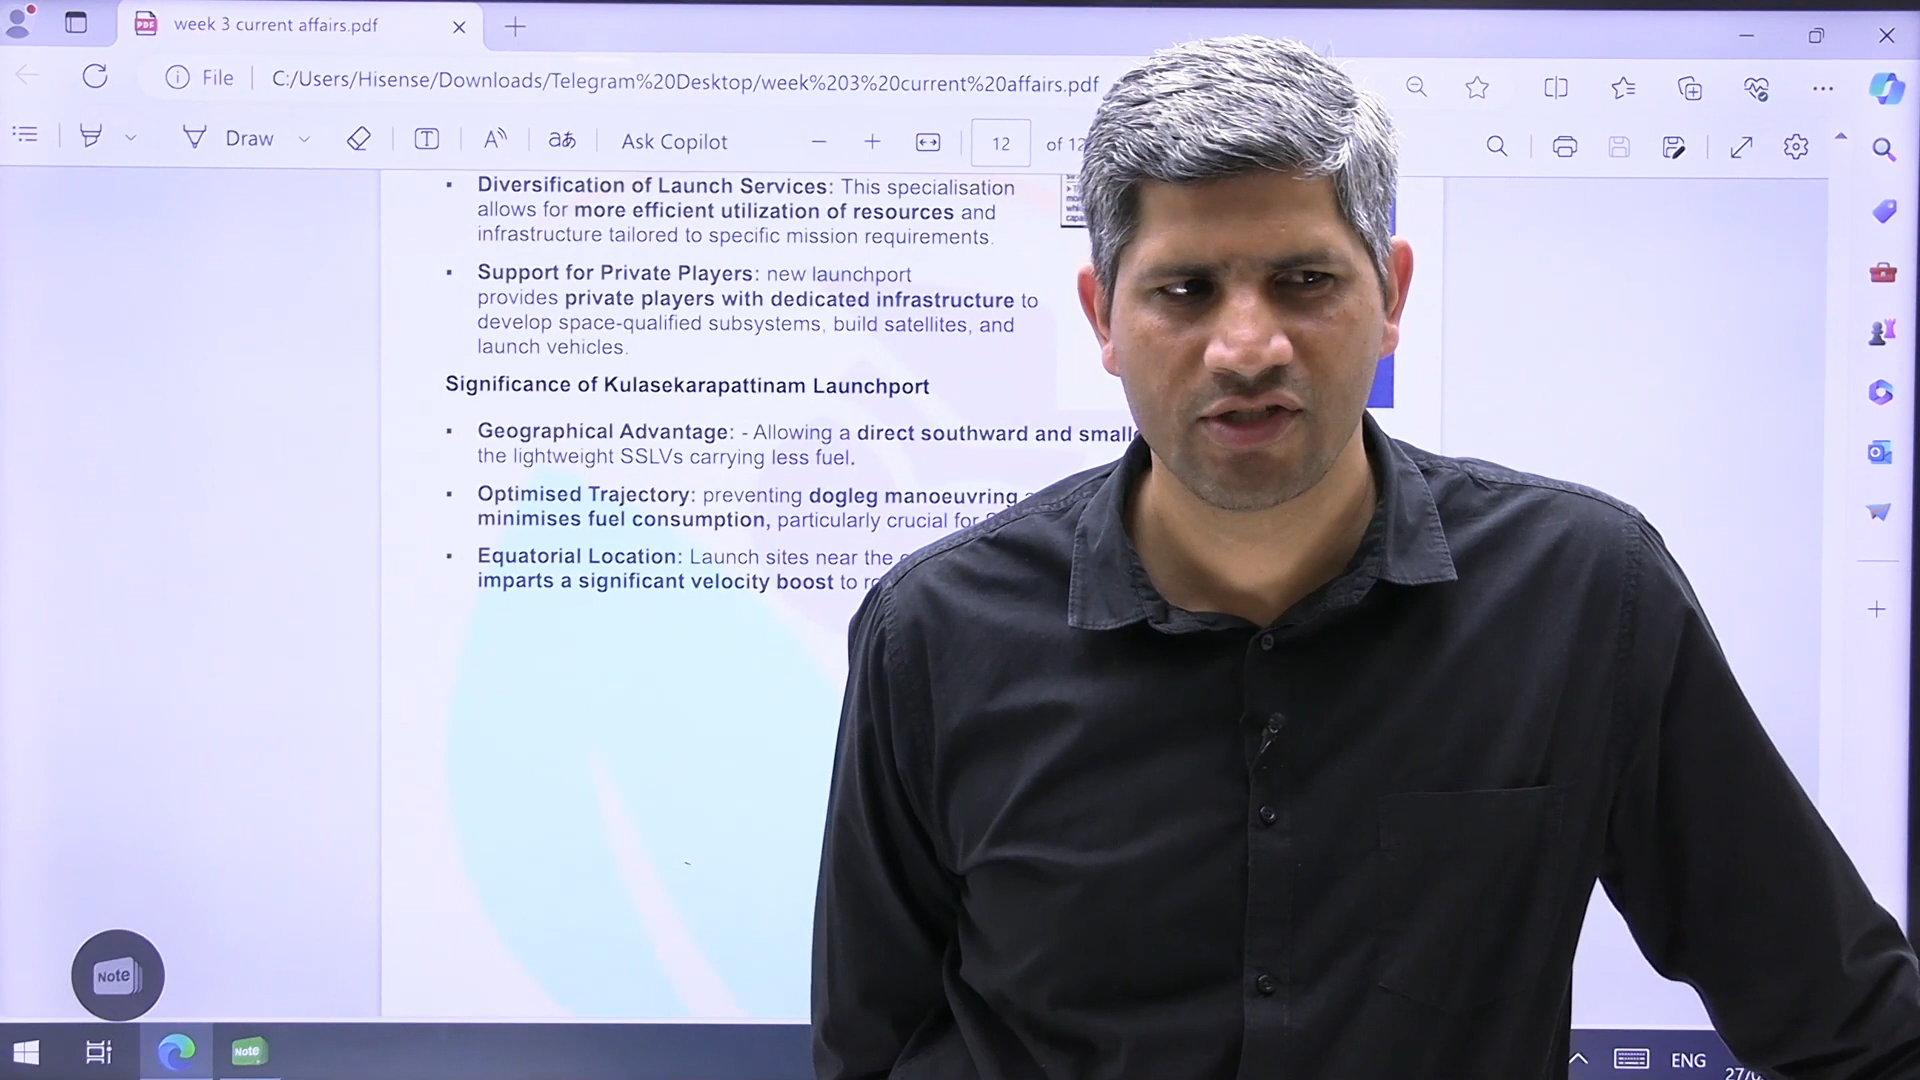 week 3 current affairs.pdf
File
C:/Users/Hisense/Downloads/Telegram%20Desktop/week%203%20current%20affairs.pdf
Draw
T
A
aあ
Ask Copilot
12
of 12
Diversification of Launch Services: This specialisation
allows for more efficient utilization of resources and
infrastructure tailored to specific mission requirements.
Support for Private Players: new launchport
provides private players with dedicated infrastructure to
develop space-qualified subsystems, build satellites, and
launch vehicles.
Significance of Kulasekarapattinam Launchport
Geographical Advantage: - Allowing a direct southward and
the lightweight SSLVs carrying less fuel.
Optimised Trajectory: preventing dogleg manoeuvring
minimises fuel consumption, particularly crucial for
Equatorial Location: Launch sites near the
imparts a significant velocity boost to
Note
Note
ENG